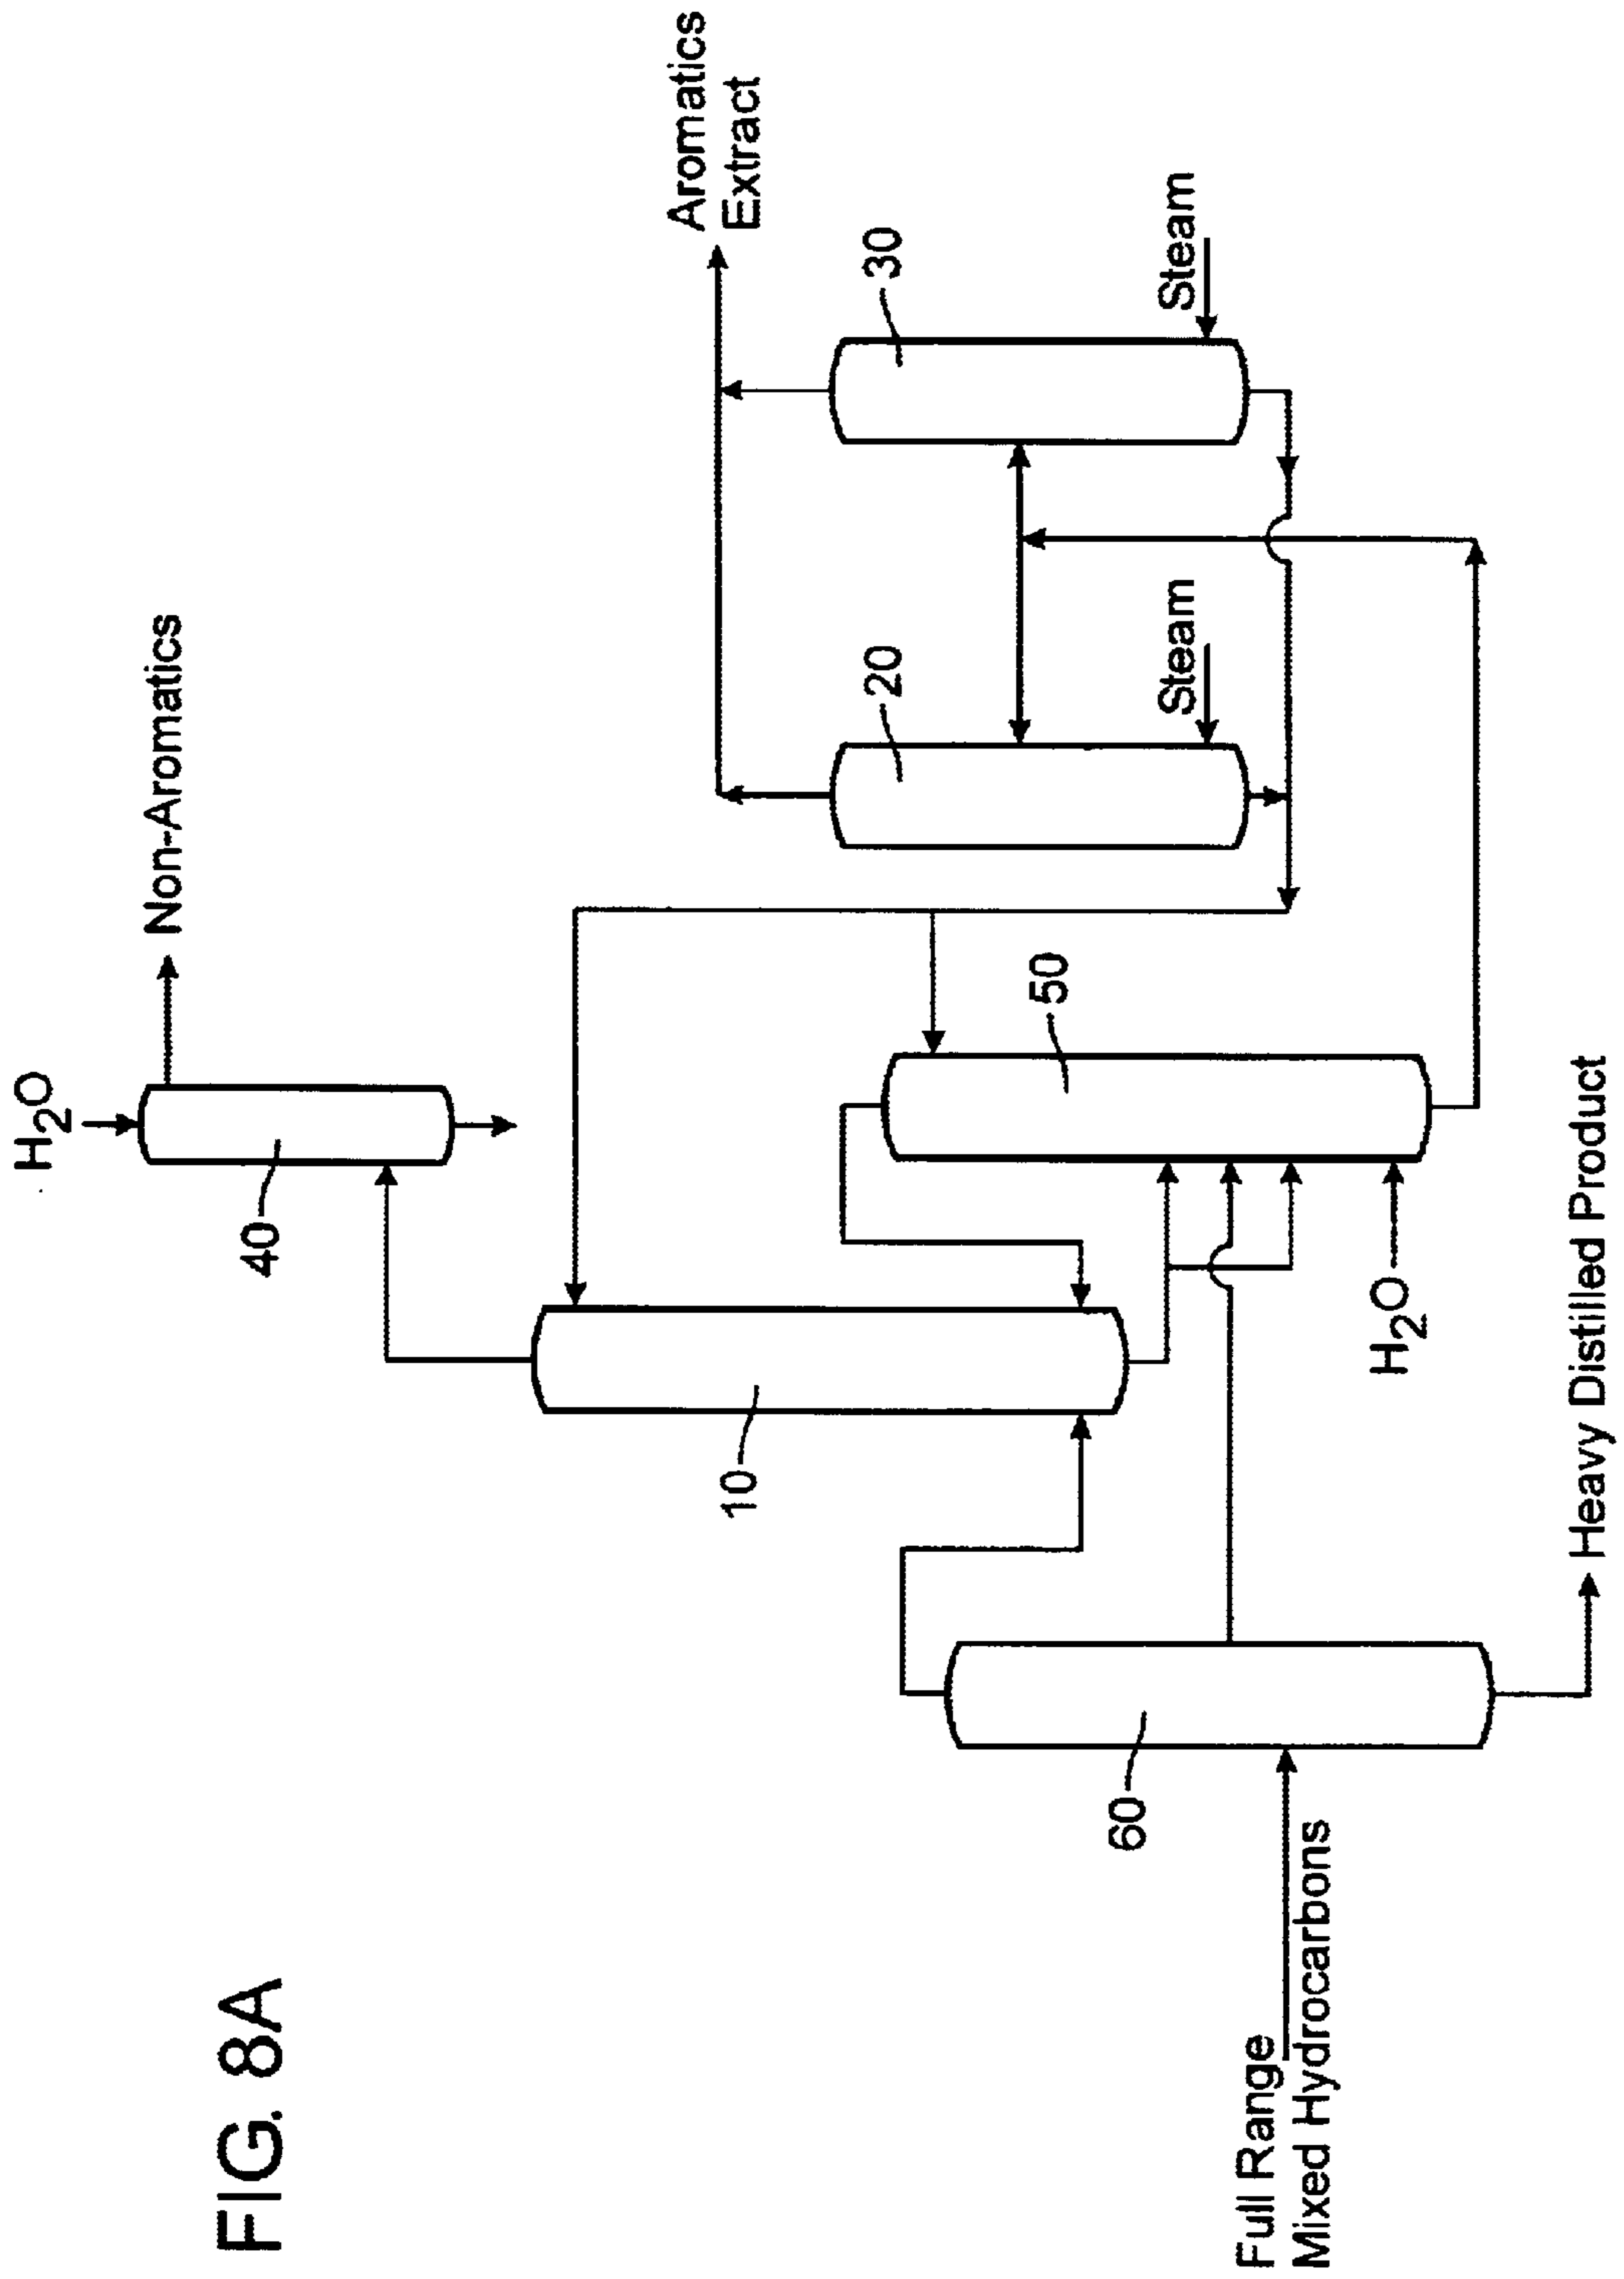 FIG. 8A
H₂O
Non-Aromatics
Aromatics
Extract
40
10
20
30
50
Steam
Steam
60
H₂O
Full Range
Mixed Hydrocarbons
Heavy Distilled Product